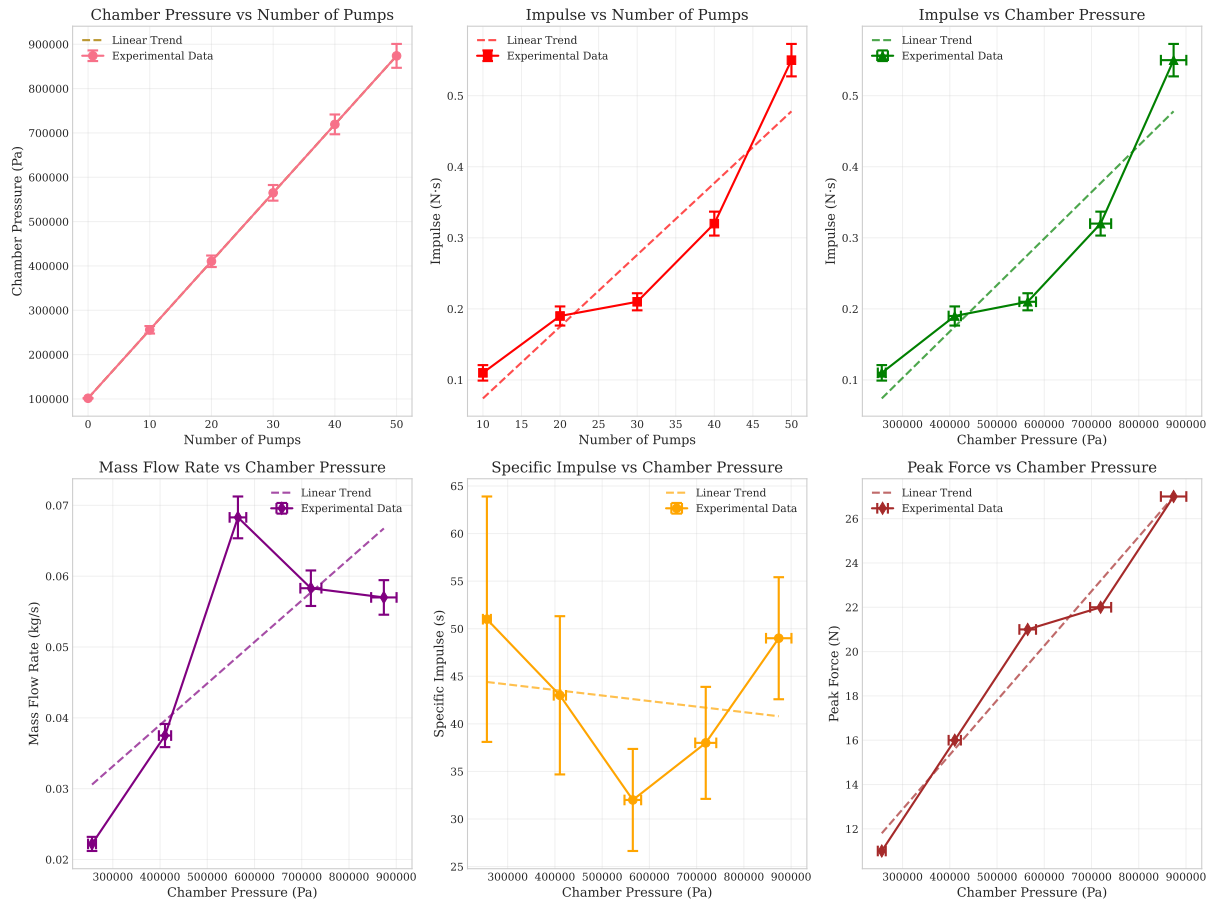 Chamber Pressure vs Number of Pumps
Linear Trend
Experimental Data
Chamber Pressure (Pa)
900000
800000
700000
600000
500000
400000
300000
200000
100000
0 10 20 30 40 50
Number of Pumps
Impulse vs Number of Pumps
Linear Trend
Experimental Data
Impulse (N·s)
0.5
0.4
0.3
0.2
0.1
10 15 20 25 30 35 40 45 50
Number of Pumps
Impulse vs Chamber Pressure
Linear Trend
Experimental Data
Impulse (N·s)
0.5
0.4
0.3
0.2
0.1
300000 400000 500000 600000 700000 800000 900000
Chamber Pressure (Pa)
Mass Flow Rate vs Chamber Pressure
Linear Trend
Experimental Data
Mass Flow Rate (kg/s)
0.07
0.06
0.05
0.04
0.03
0.02
300000 400000 500000 600000 700000 800000 900000
Chamber Pressure (Pa)
Specific Impulse vs Chamber Pressure
Linear Trend
Experimental Data
Specific Impulse (s)
65
60
55
50
45
40
35
30
25
300000 400000 500000 600000 700000 800000 900000
Chamber Pressure (Pa)
Peak Force vs Chamber Pressure
Linear Trend
Experimental Data
Peak Force (N)
26
24
22
20
18
16
14
12
300000 400000 500000 600000 700000 800000 900000
Chamber Pressure (Pa)